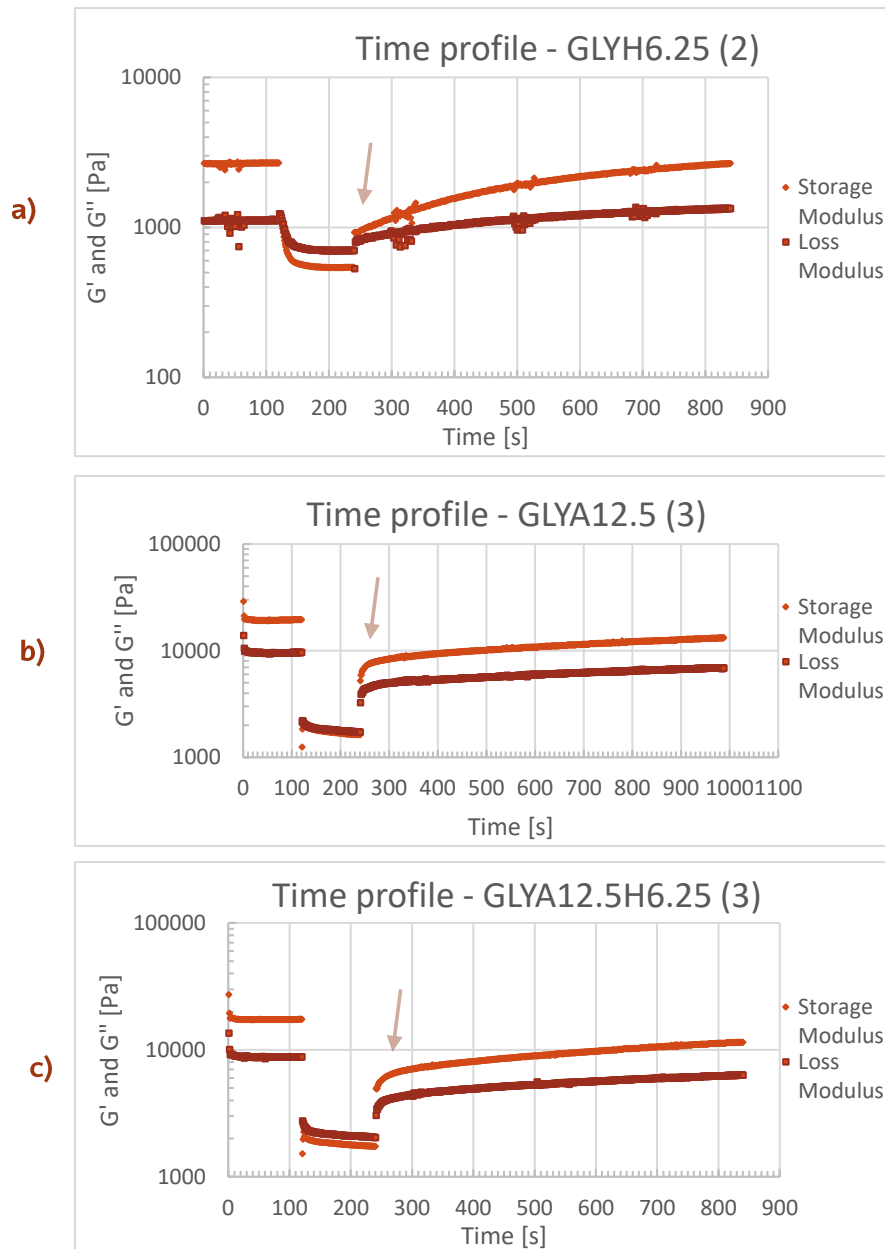 a)
Time profile - GLYH6.25 (2)
10000
1000
100
G' and G'' [Pa]
0 100 200 300 400 500 600 700 800 900
Time [s]
Storage
Modulus
Loss
Modulus
b)
Time profile - GLYA12.5 (3)
100000
10000
1000
G' and G'' [Pa]
0 100 200 300 400 500 600 700 800 900 10001100
Time [s]
Storage
Modulus
Loss
Modulus
c)
Time profile - GLYA12.5H6.25 (3)
100000
10000
1000
G' and G'' [Pa]
0 100 200 300 400 500 600 700 800 900
Time [s]
Storage
Modulus
Loss
Modulus